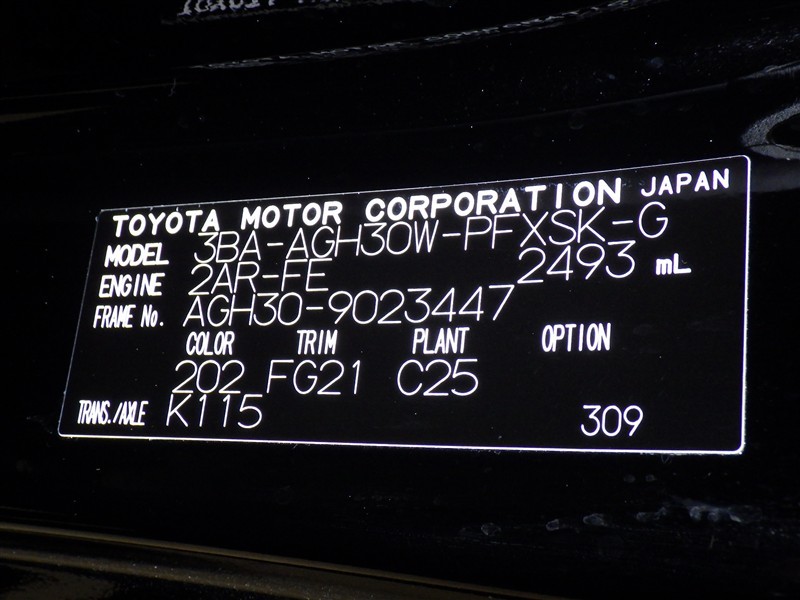 TOYOTA MOTOR CORPORATION JAPAN
MODEL 3BA-AGH30W-PFXSK-G
ENGINE 2AR-FE 2493 mL
FRAME No. AGH30-9023447
COLOR TRIM PLANT OPTION
202 FG21 C25
TRANS./AXLE K115 309